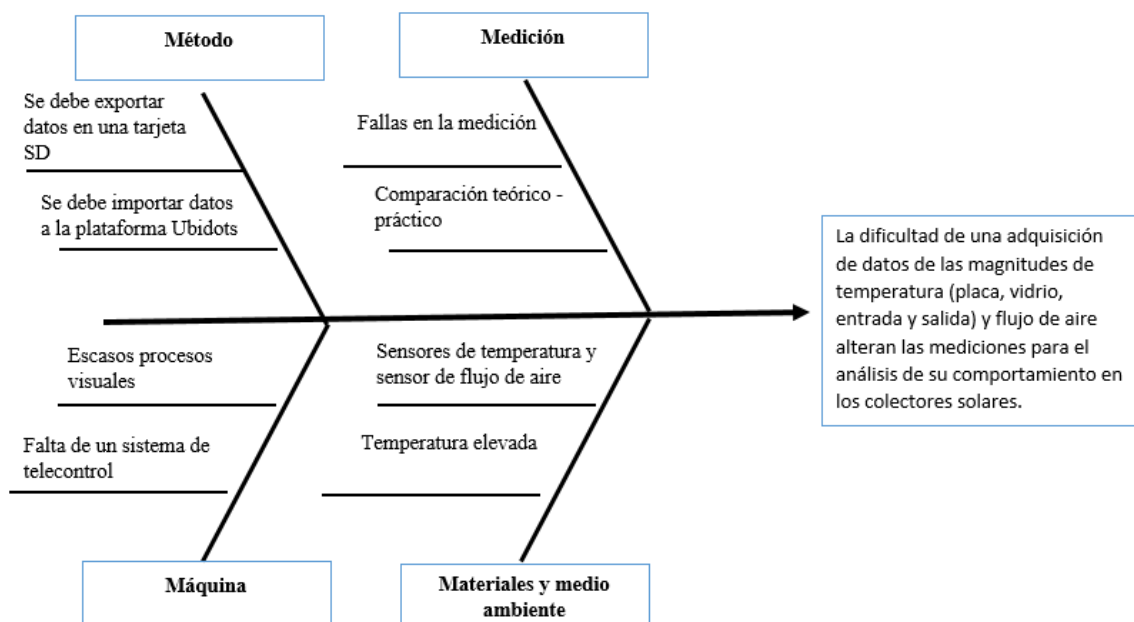 Método
Medición
Se debe exportar
datos en una tarjeta
SD
Se debe importar datos
a la plataforma Ubidots
Fallas en la medición
Comparación teórico -
práctico
La dificultad de una adquisición
de datos de las magnitudes de
temperatura (placa, vidrio,
entrada y salida) y flujo de aire
alteran las mediciones para el
análisis de su comportamiento en
los colectores solares.
Escasos procesos
visuales
Falta de un sistema de
telecontrol
Sensores de temperatura y
sensor de flujo de aire
Temperatura elevada
Máquina
Materiales y medio
ambiente